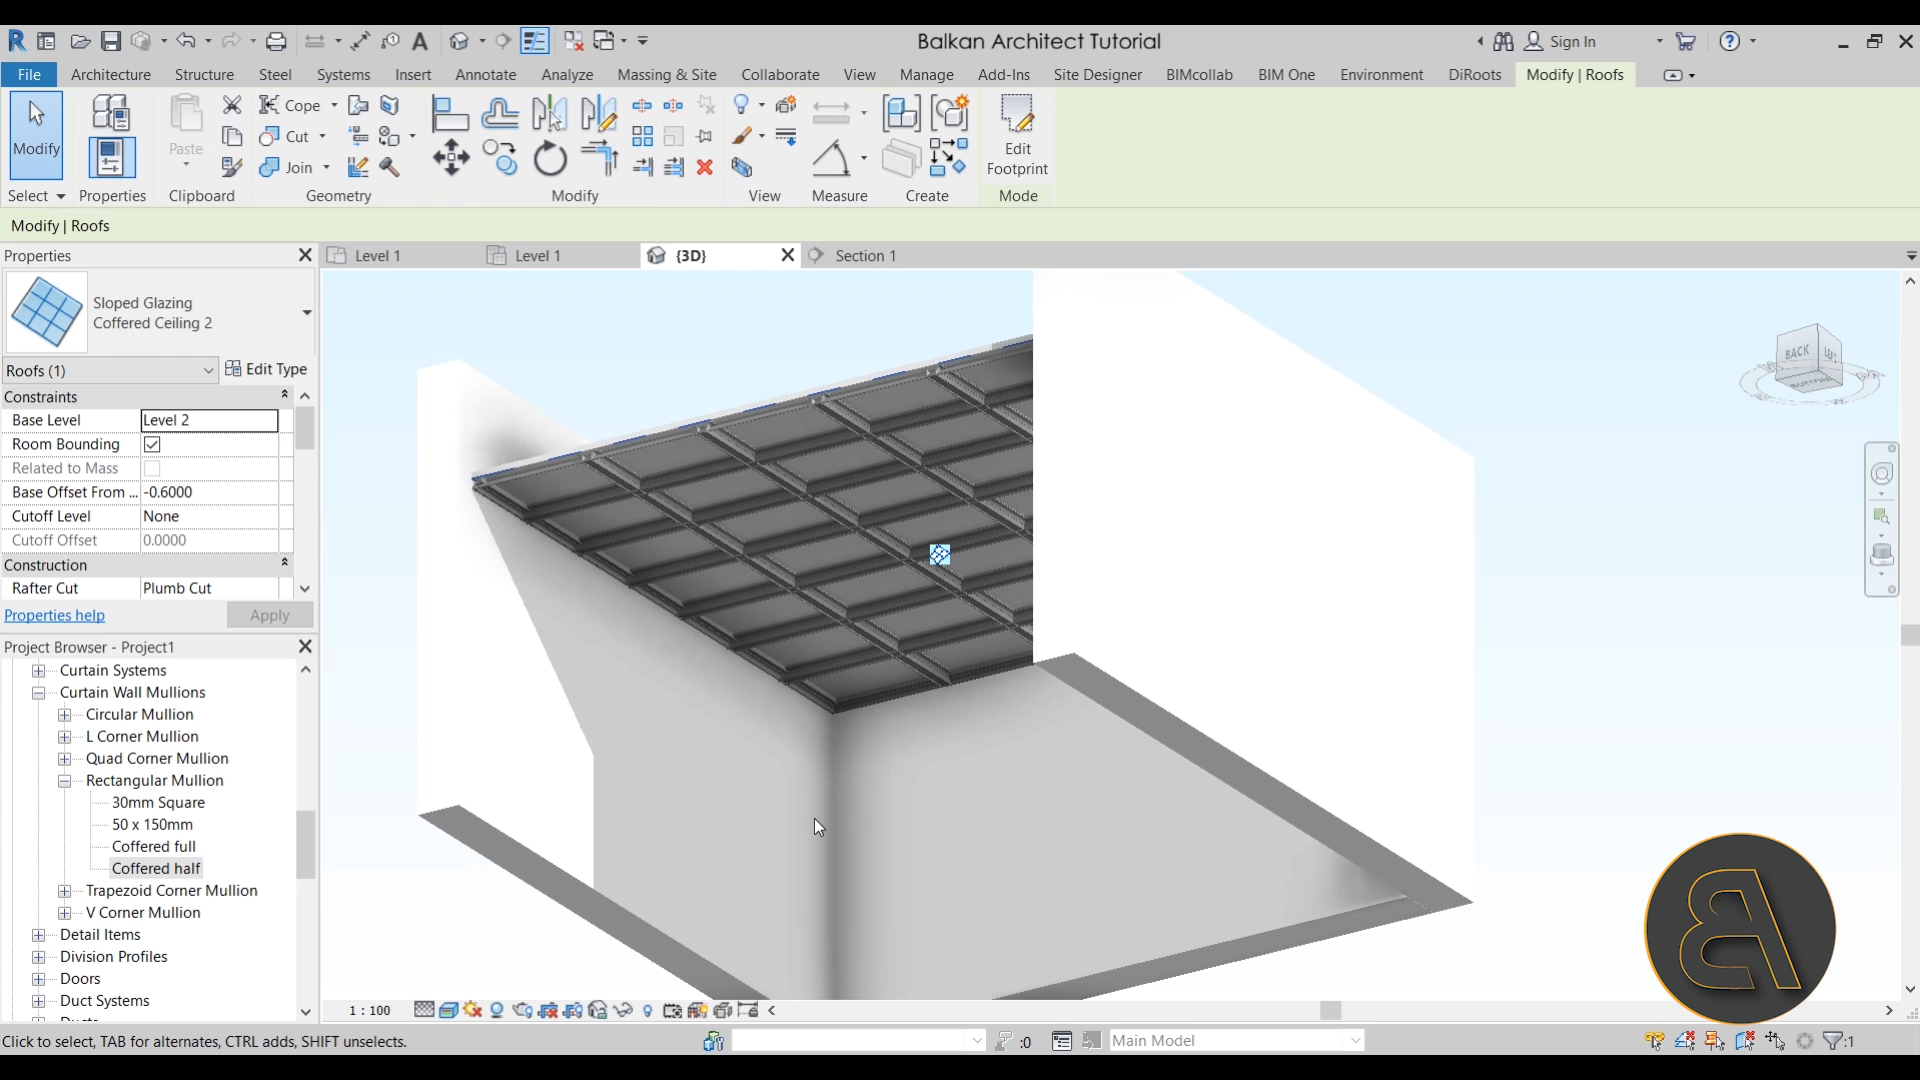 Balkan Architect Tutorial
Sign In
File Architecture Structure Steel Systems Insert Annotate Analyze Massing & Site Collaborate View Manage Add-Ins Site Designer BIMcollab BIM One Environment DiRoots Modify | Roofs
Modify
Paste
Cope
Cut
Join
Edit
Footprint
Select Properties Clipboard Geometry Modify View Measure Create Mode
Modify | Roofs
Properties
Level 1
Level 1
{3D}
Section 1
Sloped Glazing
Coffered Ceiling 2
Roofs (1)
Edit Type
Constraints
Base Level Level 2
Room Bounding
Related to Mass
Base Offset From ... -0.6000
Cutoff Level None
Cutoff Offset 0.0000
Construction
Rafter Cut Plumb Cut
Properties help
Apply
BACK
BOTTOM
Project Browser - Project1
Curtain Systems
Curtain Wall Mullions
Circular Mullion
L Corner Mullion
Quad Corner Mullion
Rectangular Mullion
30mm Square
50 x 150mm
Coffered full
Coffered half
Trapezoid Corner Mullion
V Corner Mullion
Detail Items
Division Profiles
Doors
Duct Systems
1 : 100
Click to select, TAB for alternates, CTRL adds, SHIFT unselects.
:0
Main Model
:1